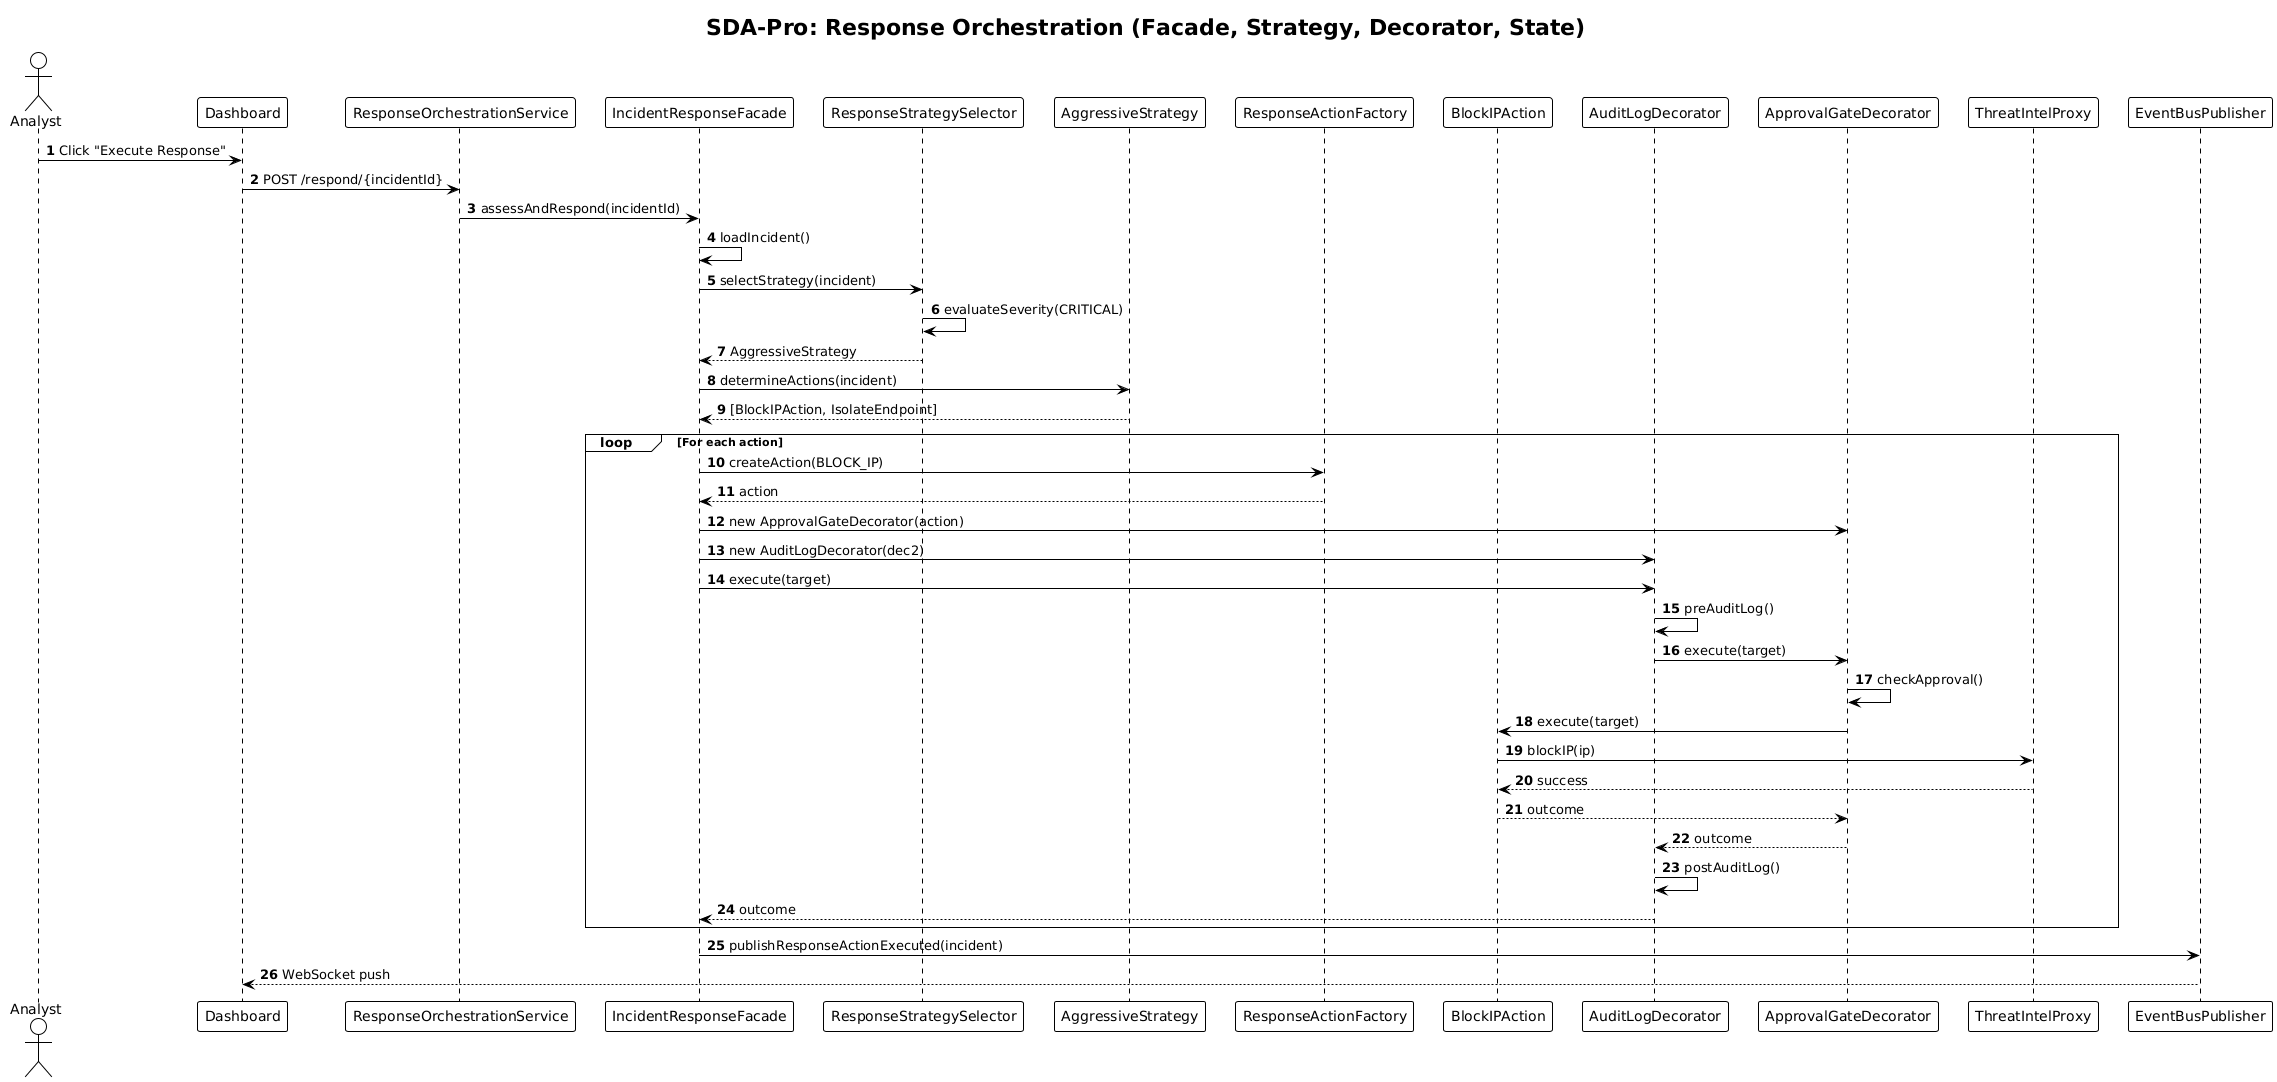 SDA-Pro: Response Orchestration (Facade, Strategy, Decorator, State)
Analyst
Dashboard
ResponseOrchestrationService
IncidentResponseFacade
ResponseStrategySelector
AggressiveStrategy
ResponseActionFactory
BlockIPAction
AuditLogDecorator
ApprovalGateDecorator
ThreatIntelProxy
EventBusPublisher
1 Click "Execute Response"
2 POST /respond/{incidentId}
3 assessAndRespond(incidentId)
4 loadIncident()
5 selectStrategy(incident)
6 evaluateSeverity(CRITICAL)
7 AggressiveStrategy
8 determineActions(incident)
9 [BlockIPAction, IsolateEndpoint]
loop [For each action]
10 createAction(BLOCK_IP)
11 action
12 new ApprovalGateDecorator(action)
13 new AuditLogDecorator(dec2)
14 execute(target)
15 preAuditLog()
16 execute(target)
17 checkApproval()
18 execute(target)
19 blockIP(ip)
20 success
21 outcome
22 outcome
23 postAuditLog()
24 outcome
25 publishResponseActionExecuted(incident)
26 WebSocket push
Analyst
Dashboard
ResponseOrchestrationService
IncidentResponseFacade
ResponseStrategySelector
AggressiveStrategy
ResponseActionFactory
BlockIPAction
AuditLogDecorator
ApprovalGateDecorator
ThreatIntelProxy
EventBusPublisher